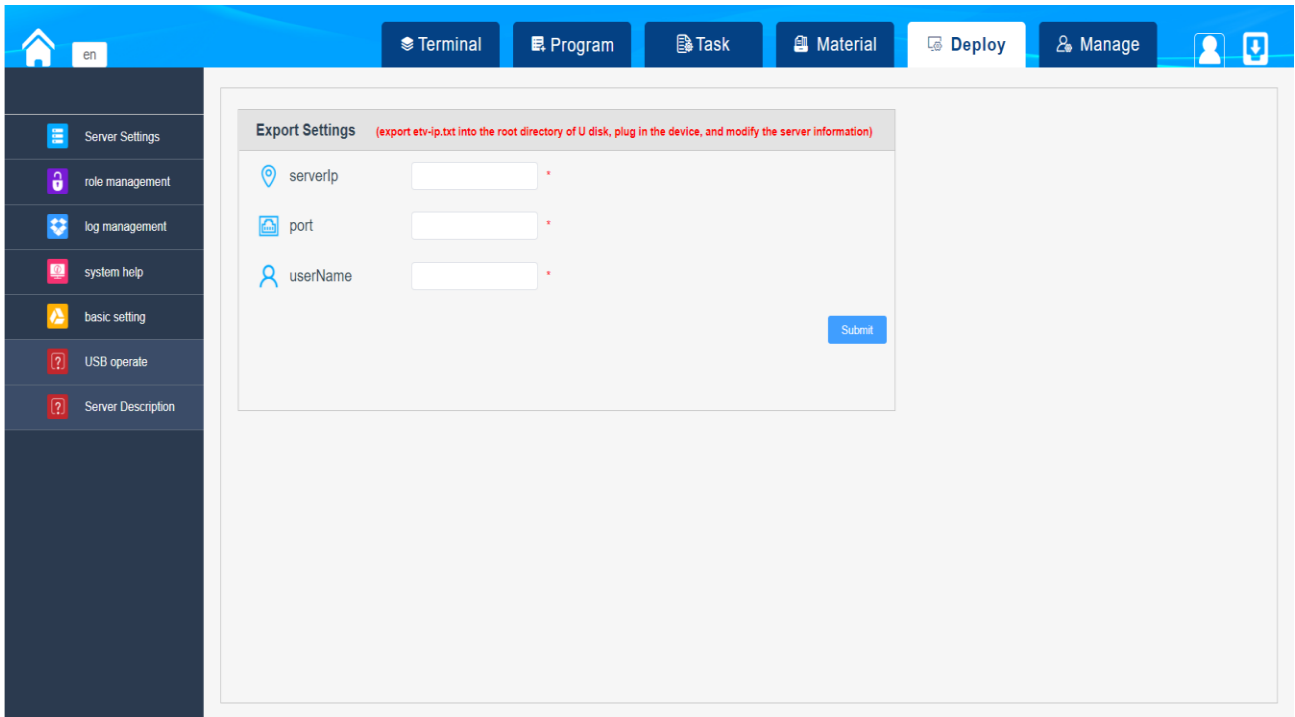 en
Terminal
Program
Task
Material
Deploy
Manage
Server Settings
role management
log management
system help
basic setting
USB operate
Server Description
Export Settings (export etv-ip.txt into the root directory of U disk, plug in the device, and modify the server information)
serverIp *
port *
userName *
Submit